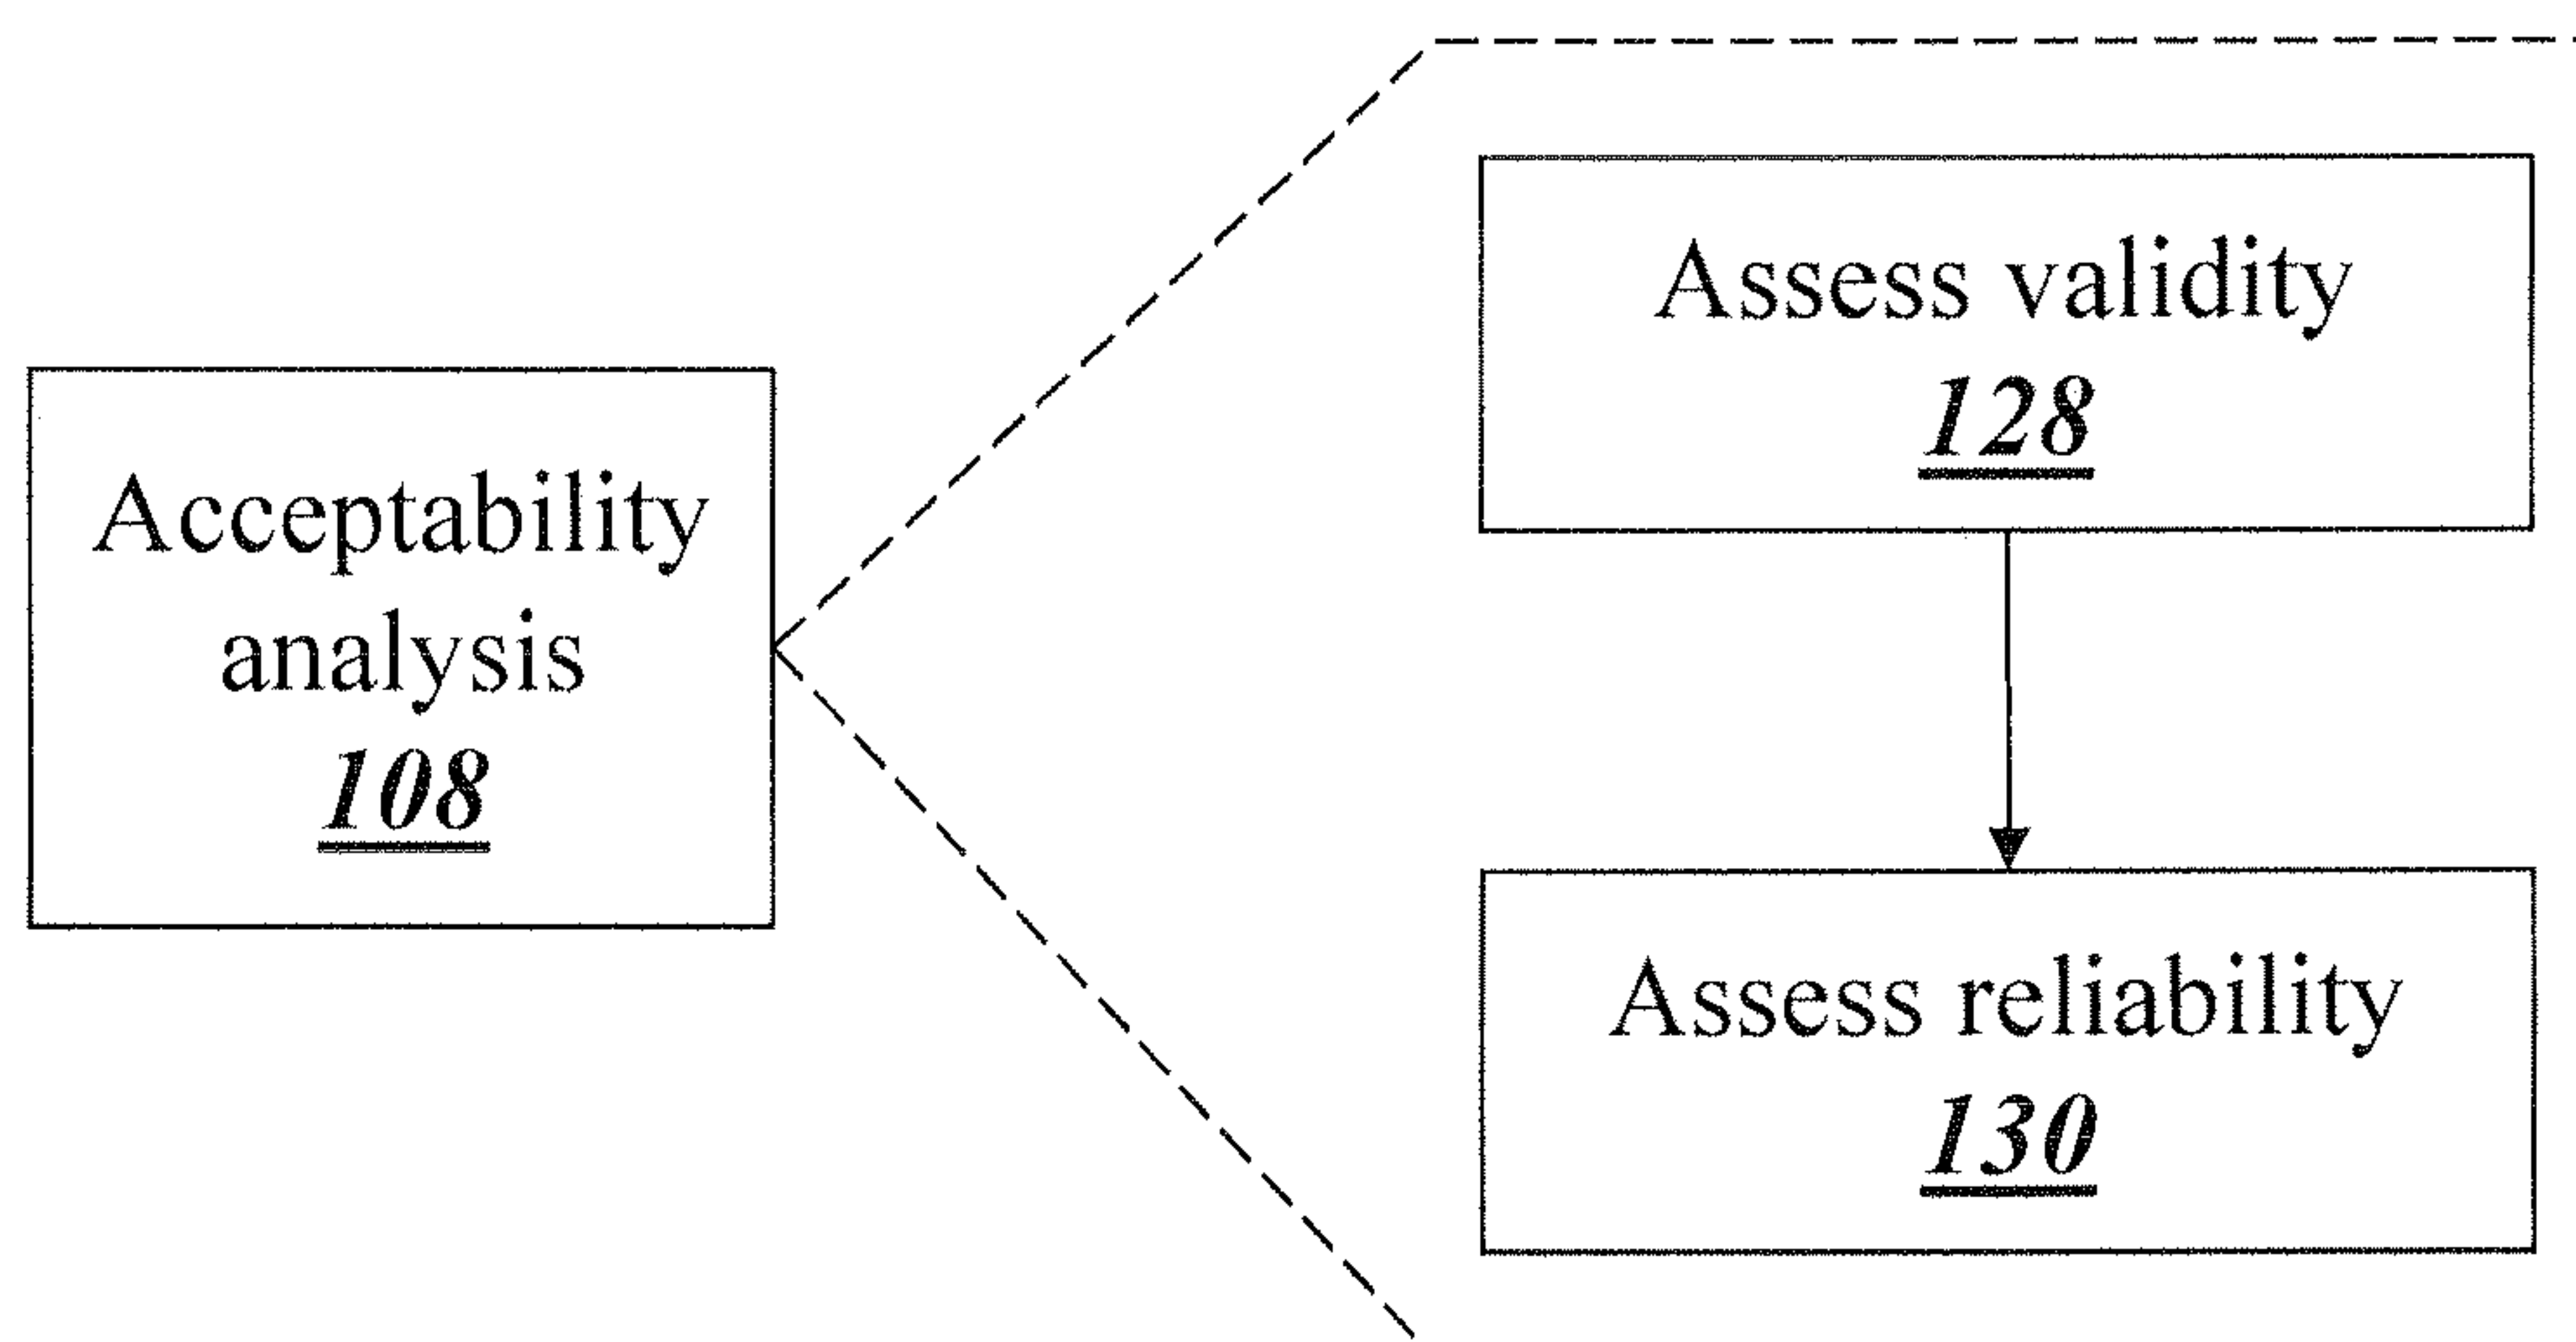 Acceptability
analysis
108
Assess validity
128
Assess reliability
130